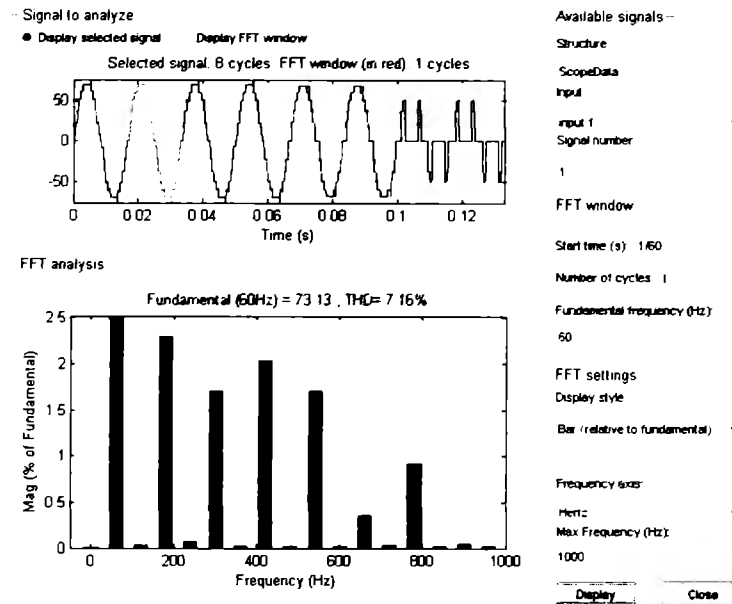 Signal to analyze
Display selected signal Display FFT window
Selected signal: 8 cycles. FFT window (in red): 1 cycles
50
0
-50
0 0.02 0.04 0.06 0.08 0.1 0.12
Time (s)
FFT analysis
Fundamental (60Hz) = 73.13 , THD= 7.16%
2.5
2
1.5
1
0.5
0
Mag (% of Fundamental)
0 200 400 600 800 1000
Frequency (Hz)
Available signals
Structure
ScopeData
Input
input 1
Signal number
1
FFT window
Start time (s): 1/60
Number of cycles: 1
Fundamental frequency (Hz):
60
FFT settings
Display style
Bar (relative to fundamental)
Frequency axis:
Hertz
Max Frequency (Hz):
1000
Display Close